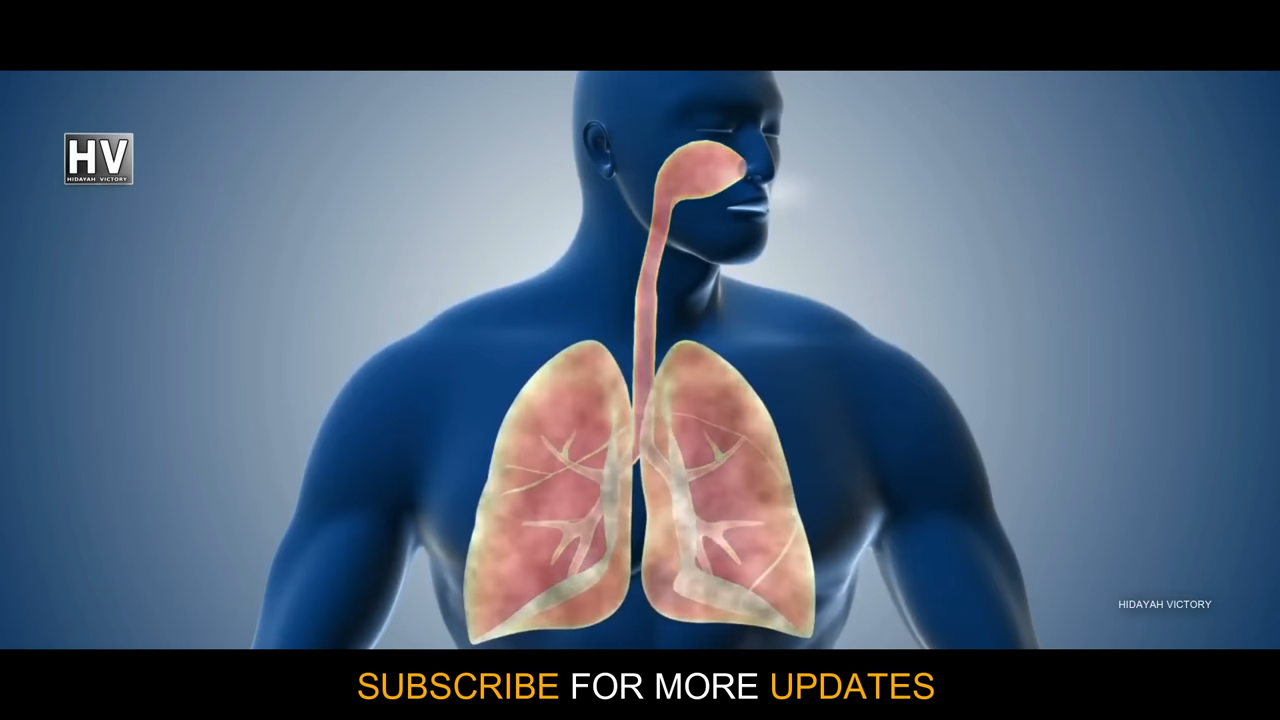 HV
HIDAYAH VICTORY
HIDAYAH VICTORY
SUBSCRIBE FOR MORE UPDATES